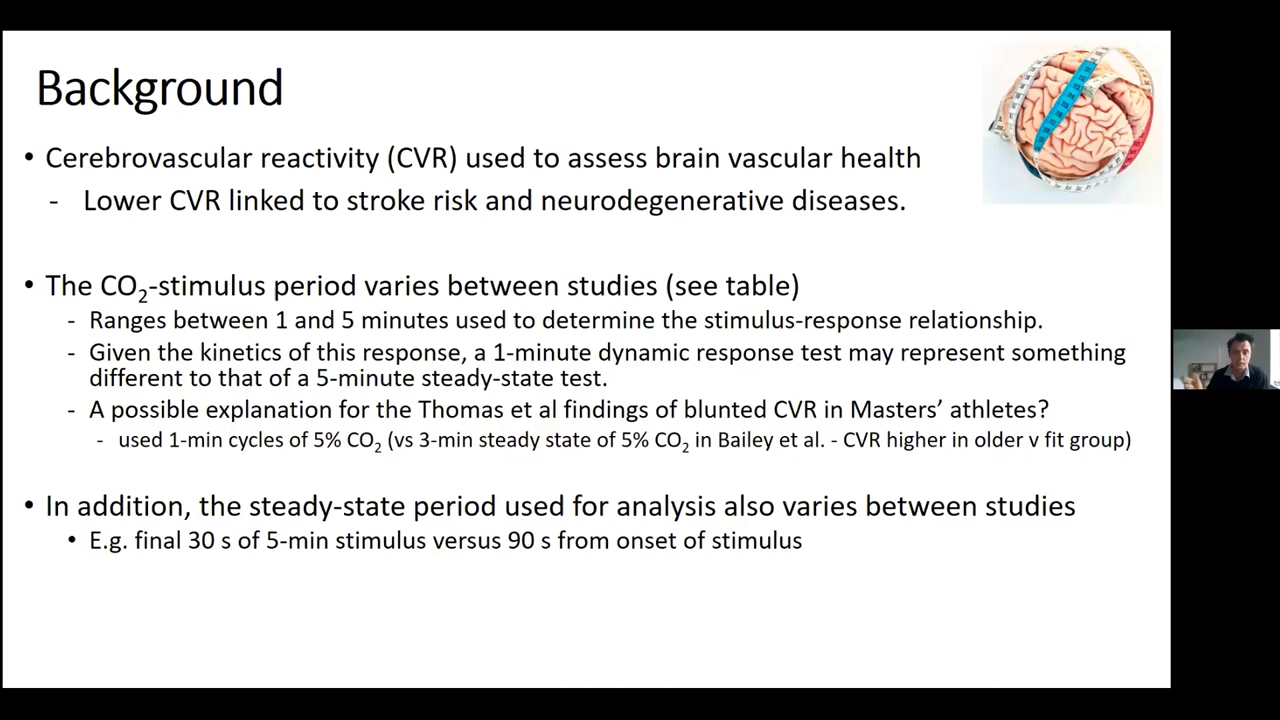 Background
• Cerebrovascular reactivity (CVR) used to assess brain vascular health
- Lower CVR linked to stroke risk and neurodegenerative diseases.
• The CO₂-stimulus period varies between studies (see table)
- Ranges between 1 and 5 minutes used to determine the stimulus-response relationship.
- Given the kinetics of this response, a 1-minute dynamic response test may represent something
different to that of a 5-minute steady-state test.
- A possible explanation for the Thomas et al findings of blunted CVR in Masters’ athletes?
- used 1-min cycles of 5% CO₂ (vs 3-min steady state of 5% CO₂ in Bailey et al. - CVR higher in older v fit group)
• In addition, the steady-state period used for analysis also varies between studies
• E.g. final 30 s of 5-min stimulus versus 90 s from onset of stimulus